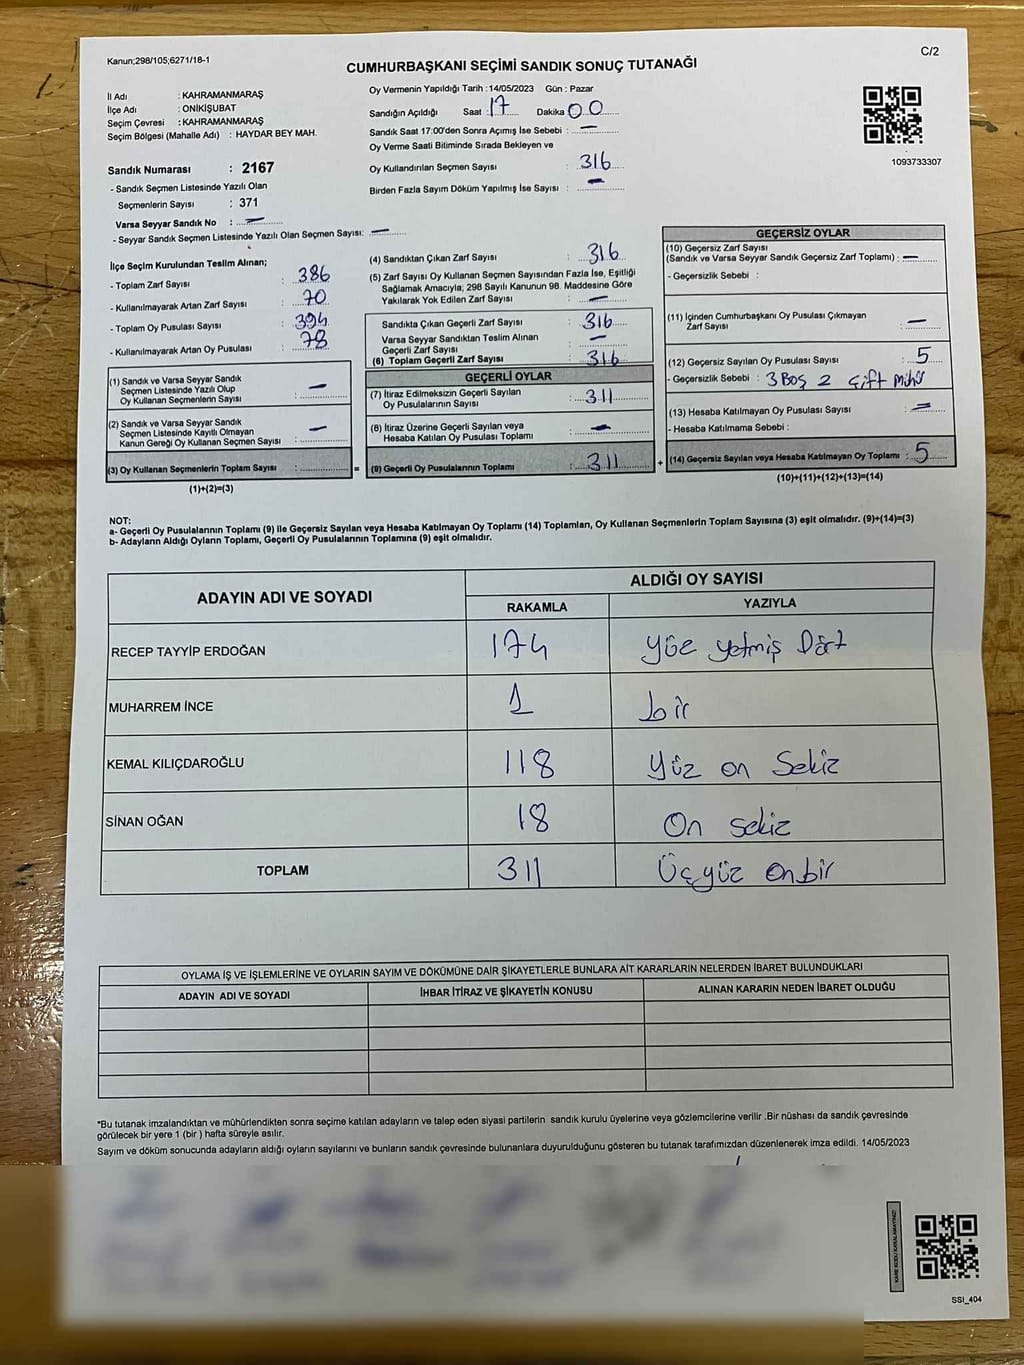 Kanun;298/105;6271/18-1
C/2
CUMHURBAŞKANI SEÇİMİ SANDIK SONUÇ TUTANAĞI
İl Adı : KAHRAMANMARAŞ
İlçe Adı : ONİKİŞUBAT
Seçim Çevresi : KAHRAMANMARAŞ
Seçim Bölgesi (Mahalle Adı) : HAYDAR BEY MAH.
Sandık Numarası : 2167
- Sandık Seçmen Listesinde Yazılı Olan
Seçmenlerin Sayısı : 371
Varsa Seyyar Sandık No : —
- Seyyar Sandık Seçmen Listesinde Yazılı Olan Seçmen Sayısı: —
Oy Vermenin Yapıldığı Tarih : 14/05/2023 Gün : Pazar
Sandığın Açıldığı Saat : 17 Dakika 00
Sandık Saat 17:00'den Sonra Açımış İse Sebebi : —
Oy Verme Saati Bitiminde Sırada Bekleyen ve
Oy Kullandırılan Seçmen Sayısı : 316
Birden Fazla Sayım Döküm Yapılmış İse Sayısı : —
1093733307
İlçe Seçim Kurulundan Teslim Alınan;
- Toplam Zarf Sayısı : 386
- Kullanılmayarak Artan Zarf Sayısı : 70
- Toplam Oy Pusulası Sayısı : 394
- Kullanılmayarak Artan Oy Pusulası : 78
(1) Sandık ve Varsa Seyyar Sandık
Seçmen Listesinde Yazılı Olup
Oy Kullanan Seçmenlerin Sayısı : —
(2) Sandık ve Varsa Seyyar Sandık
Seçmen Listesinde Kayıtlı Olmayan
Kanun Gereği Oy Kullanan Seçmen Sayısı : —
(3) Oy Kullanan Seçmenlerin Toplam Sayısı :
(1)+(2)=(3)
(4) Sandıktan Çıkan Zarf Sayısı : 316
(5) Zarf Sayısı Oy Kullanan Seçmen Sayısından Fazla İse, Eşitliği
Sağlamak Amacıyla; 298 Sayılı Kanunun 98. Maddesine Göre
Yakılarak Yok Edilen Zarf Sayısı : —
Sandıkta Çıkan Geçerli Zarf Sayısı : 316
Varsa Seyyar Sandıktan Teslim Alınan
Geçerli Zarf Sayısı : —
(6) Toplam Geçerli Zarf Sayısı : 316
GEÇERLİ OYLAR
(7) İtiraz Edilmeksizin Geçerli Sayılan
Oy Pusulalarının Sayısı : 311
(8) İtiraz Üzerine Geçerli Sayılan veya
Hesaba Katılan Oy Pusulası Toplamı : —
= (9) Geçerli Oy Pusulalarının Toplamı : 311
GEÇERSİZ OYLAR
(10) Geçersiz Zarf Sayısı
(Sandık ve Varsa Seyyar Sandık Geçersiz Zarf Toplamı) : —
- Geçersizlik Sebebi :
(11) İçinden Cumhurbaşkanı Oy Pusulası Çıkmayan
Zarf Sayısı : —
(12) Geçersiz Sayılan Oy Pusulası Sayısı : 5
- Geçersizlik Sebebi : 3 Boş 2 Çift Mühür
(13) Hesaba Katılmayan Oy Pusulası Sayısı : —
- Hesaba Katılmama Sebebi :
+ (14) Geçersiz Sayılan veya Hesaba Katılmayan Oy Toplamı : 5
(10)+(11)+(12)+(13)=(14)
NOT:
a- Geçerli Oy Pusulalarının Toplamı (9) ile Geçersiz Sayılan veya Hesaba Katılmayan Oy Toplamı (14) Toplamları, Oy Kullanan Seçmenlerin Toplam Sayısına (3) eşit olmalıdır. (9)+(14)=(3)
b- Adayların Aldığı Oyların Toplamı, Geçerli Oy Pusulalarının Toplamına (9) eşit olmalıdır.
ADAYIN ADI VE SOYADI ALDIĞI OY SAYISI
RAKAMLA YAZIYLA
RECEP TAYYİP ERDOĞAN 174 Yüz yetmiş Dört
MUHARREM İNCE 1 bir
KEMAL KILIÇDAROĞLU 118 Yüz on Sekiz
SİNAN OĞAN 18 On sekiz
TOPLAM 311 Üçyüz onbir
OYLAMA İŞ VE İŞLEMLERİNE VE OYLARIN SAYIM VE DÖKÜMÜNE DAİR ŞİKAYETLERLE BUNLARA AİT KARARLARIN NELERDEN İBARET BULUNDUKLARI
ADAYIN ADI VE SOYADI İHBAR İTİRAZ VE ŞİKAYETİN KONUSU ALINAN KARARIN NEDEN İBARET OLDUĞU
*Bu tutanak imzalandıktan ve mühürlendikten sonra seçime katılan adayların ve talep eden siyasi partilerin sandık kurulu üyelerine veya gözlemcilerine verilir .Bir nüshası da sandık çevresinde
görülecek bir yere 1 (bir ) hafta süreyle asılır.
Sayım ve döküm sonucunda adayların aldığı oyların sayılarını ve bunların sandık çevresinde bulunanlara duyurulduğunu gösteren bu tutanak tarafımızdan düzenlenerek imza edildi. 14/05/2023
KARE KODU KARALAMAYINIZ!
SSI_404